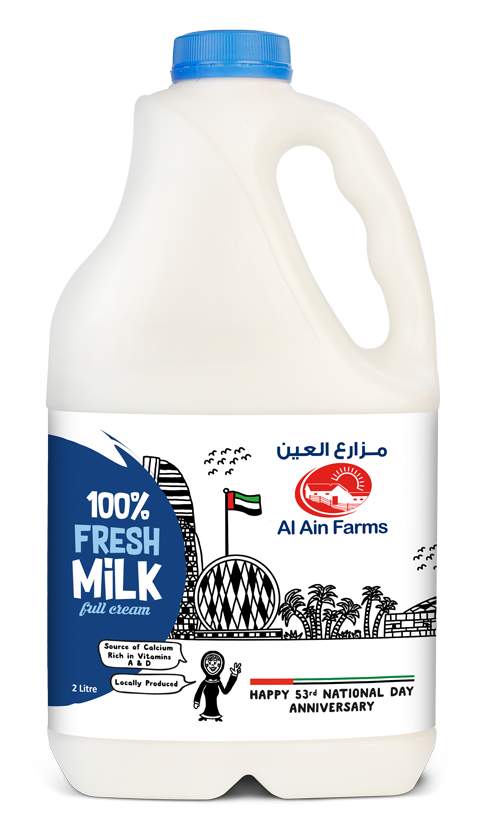 مـزارع العين
Al Ain Farms
100%
FRESH
MiLK
full cream
Source of Calcium
Rich in Vitamins
A & D
Locally Produced
2 Litre
HAPPY 53rd NATIONAL DAY
ANNIVERSARY